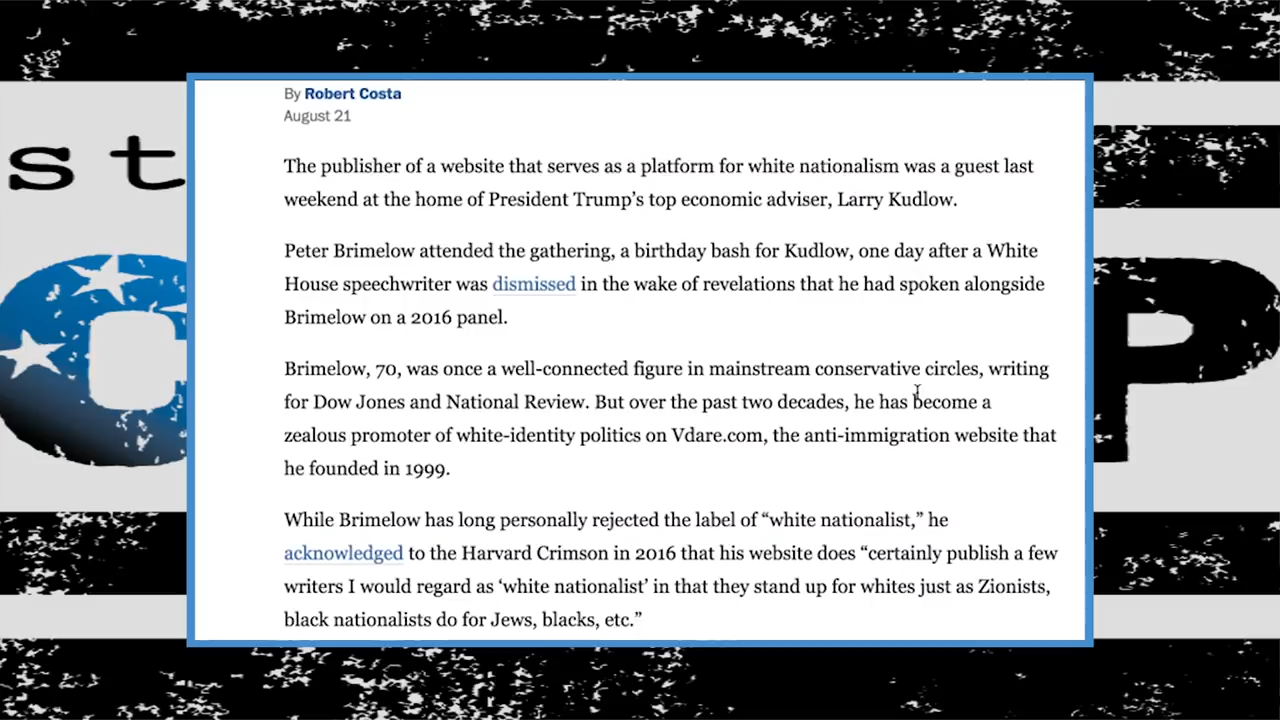 By Robert Costa
August 21
The publisher of a website that serves as a platform for white nationalism was a guest last
weekend at the home of President Trump’s top economic adviser, Larry Kudlow.
Peter Brimelow attended the gathering, a birthday bash for Kudlow, one day after a White
House speechwriter was dismissed in the wake of revelations that he had spoken alongside
Brimelow on a 2016 panel.
Brimelow, 70, was once a well-connected figure in mainstream conservative circles, writing
for Dow Jones and National Review. But over the past two decades, he has become a
zealous promoter of white-identity politics on Vdare.com, the anti-immigration website that
he founded in 1999.
While Brimelow has long personally rejected the label of “white nationalist,” he
acknowledged to the Harvard Crimson in 2016 that his website does “certainly publish a few
writers I would regard as ‘white nationalist’ in that they stand up for whites just as Zionists,
black nationalists do for Jews, blacks, etc.”
st
P